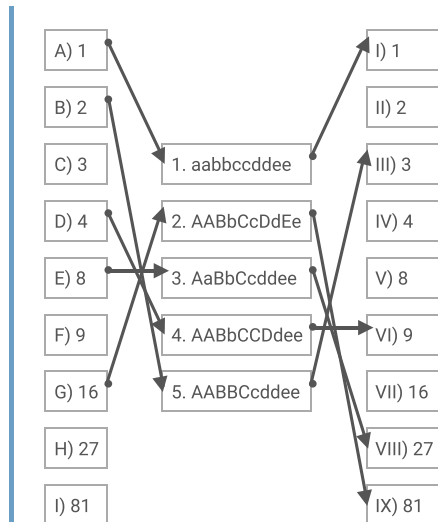 A) 1
B) 2
C) 3
D) 4
E) 8
F) 9
G) 16
H) 27
I) 81
1. aabbccddee
2. AABbCcDdEe
3. AaBbCcddee
4. AABbCCDdee
5. AABBCcddee
I) 1
II) 2
III) 3
IV) 4
V) 8
VI) 9
VII) 16
VIII) 27
IX) 81